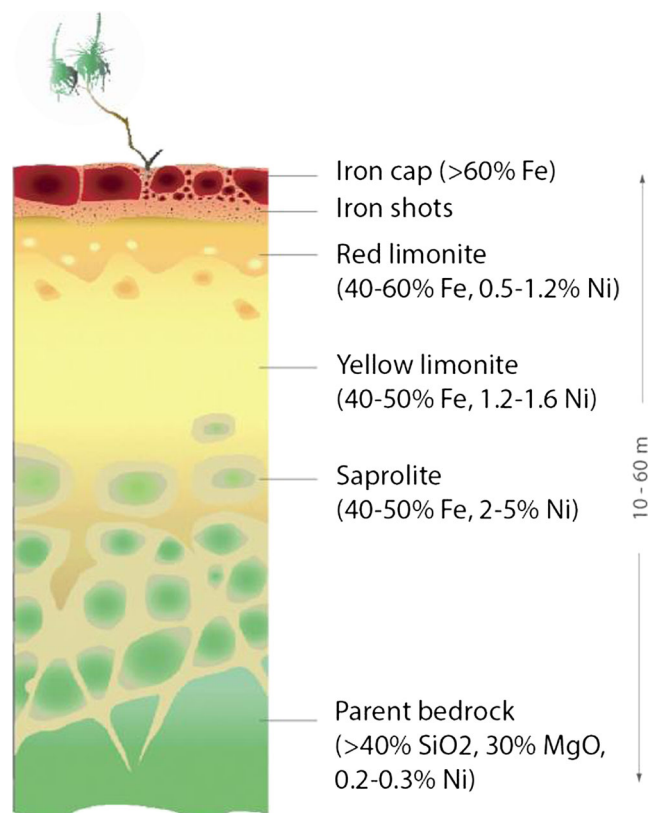 Iron cap (>60% Fe)
Iron shots
Red limonite
(40-60% Fe, 0.5-1.2% Ni)
Yellow limonite
(40-50% Fe, 1.2-1.6 Ni)
Saprolite
(40-50% Fe, 2-5% Ni)
Parent bedrock
(>40% SiO2, 30% MgO,
0.2-0.3% Ni)
10 - 60 m